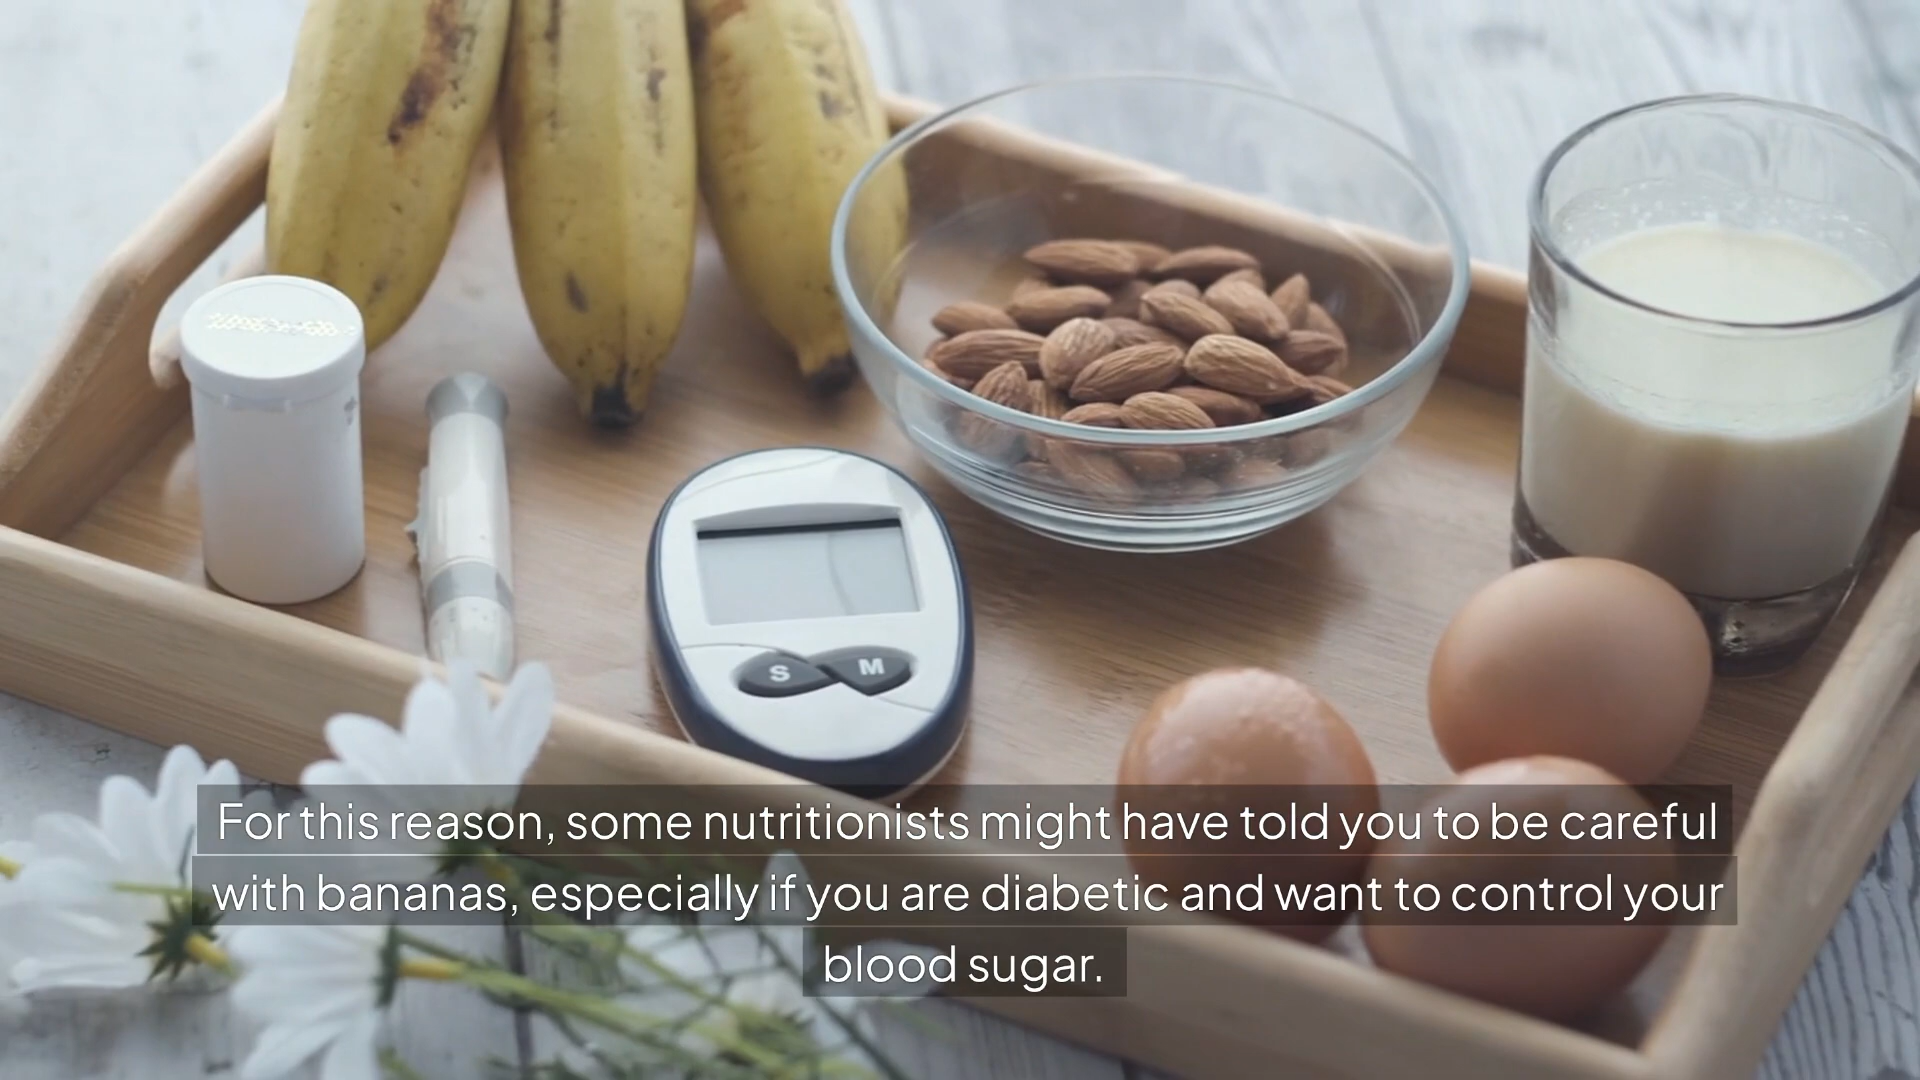 S M
For this reason, some nutritionists might have told you to be careful
with bananas, especially if you are diabetic and want to control your
blood sugar.